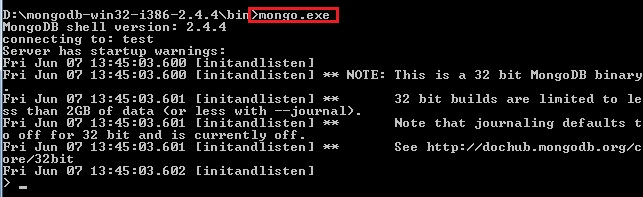 D:\mongodb-win32-i386-2.4.4\bin>mongo.exe
MongoDB shell version: 2.4.4
connecting to: test
Server has startup warnings:
Fri Jun 07 13:45:03.600 [initandlisten]
Fri Jun 07 13:45:03.600 [initandlisten] ** NOTE: This is a 32 bit MongoDB binary
.
Fri Jun 07 13:45:03.601 [initandlisten] **       32 bit builds are limited to le
ss than 2GB of data (or less with --journal).
Fri Jun 07 13:45:03.601 [initandlisten] **       Note that journaling defaults t
o off for 32 bit and is currently off.
Fri Jun 07 13:45:03.601 [initandlisten] **       See http://dochub.mongodb.org/c
ore/32bit
Fri Jun 07 13:45:03.602 [initandlisten]
> _